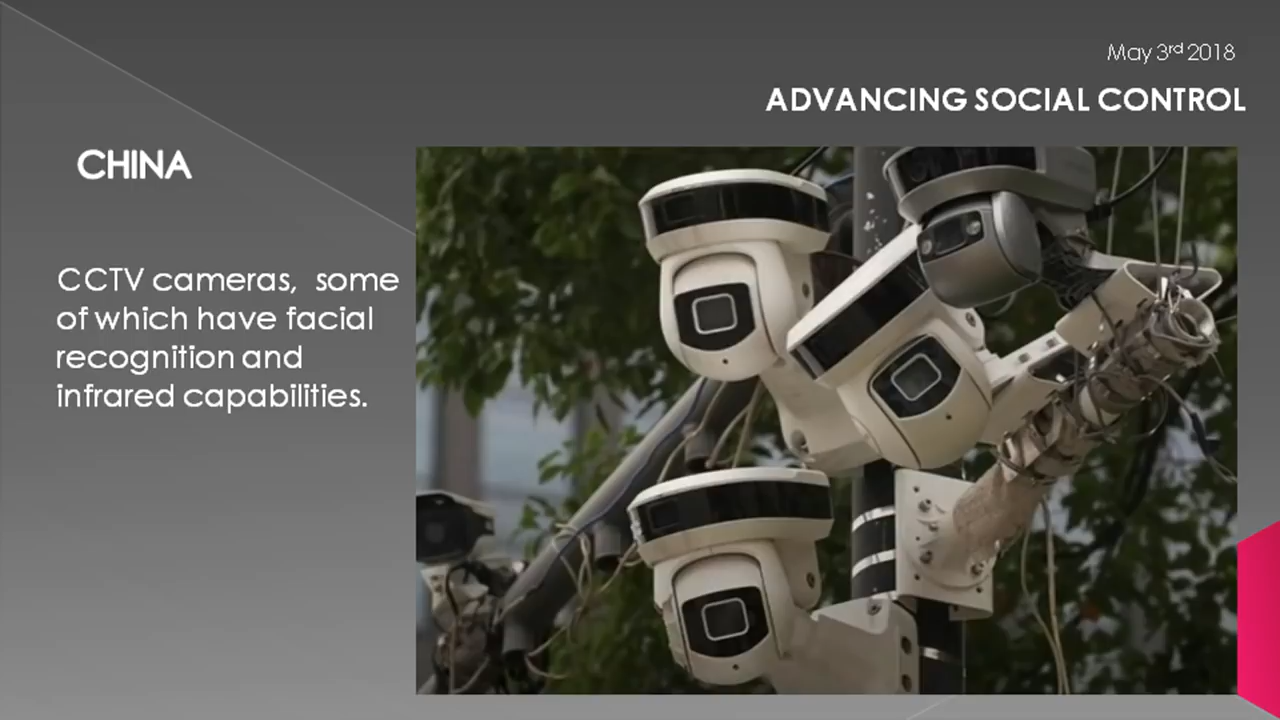 May 3rd 2018
ADVANCING SOCIAL CONTROL
CHINA
CCTV cameras, some
of which have facial
recognition and
infrared capabilities.